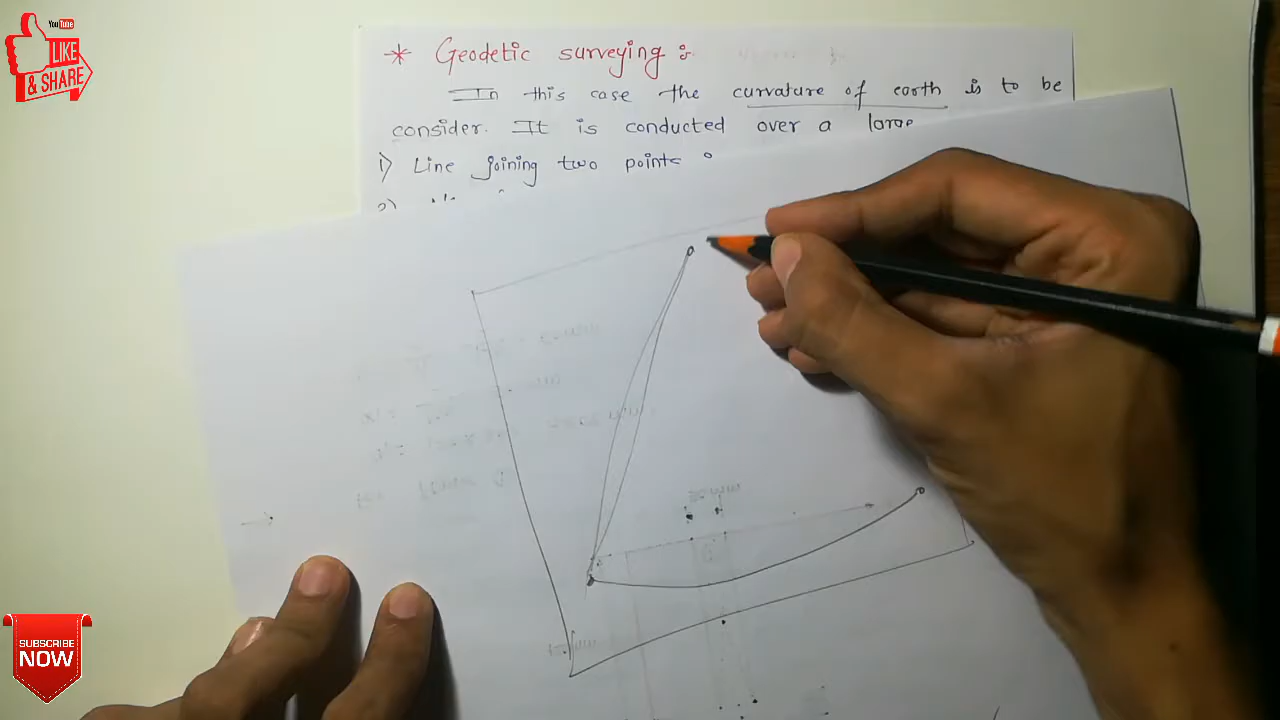 YouTube
LIKE
& SHARE
* Geodetic surveying :
In this case the curvature of earth is to be
consider. It is conducted over a large
1) Line joining two points
2)
SUBSCRIBE
NOW